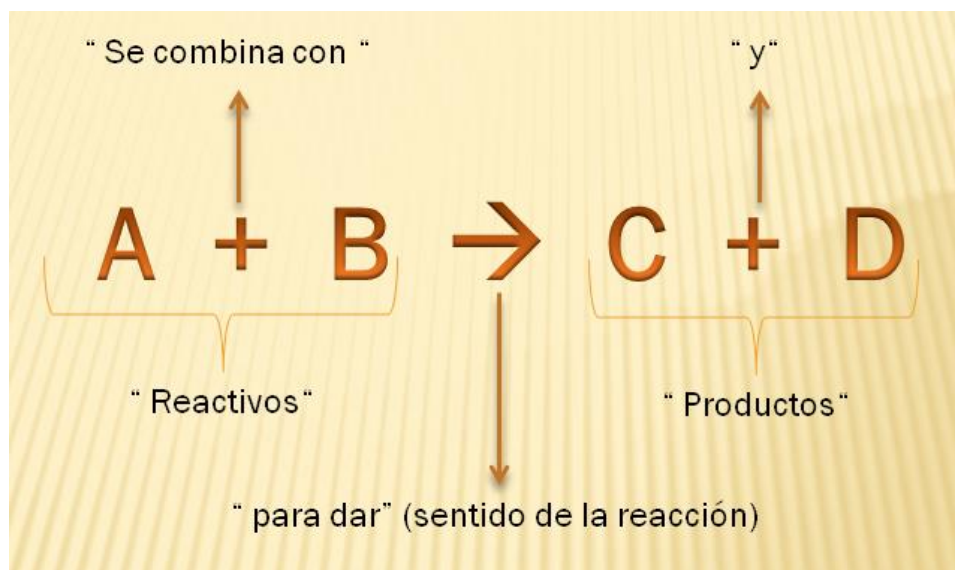 ¨ Se combina con ¨
¨ y¨
A + B → C + D
¨ Reactivos¨
¨ Productos¨
¨ para dar¨ (sentido de la reacción)